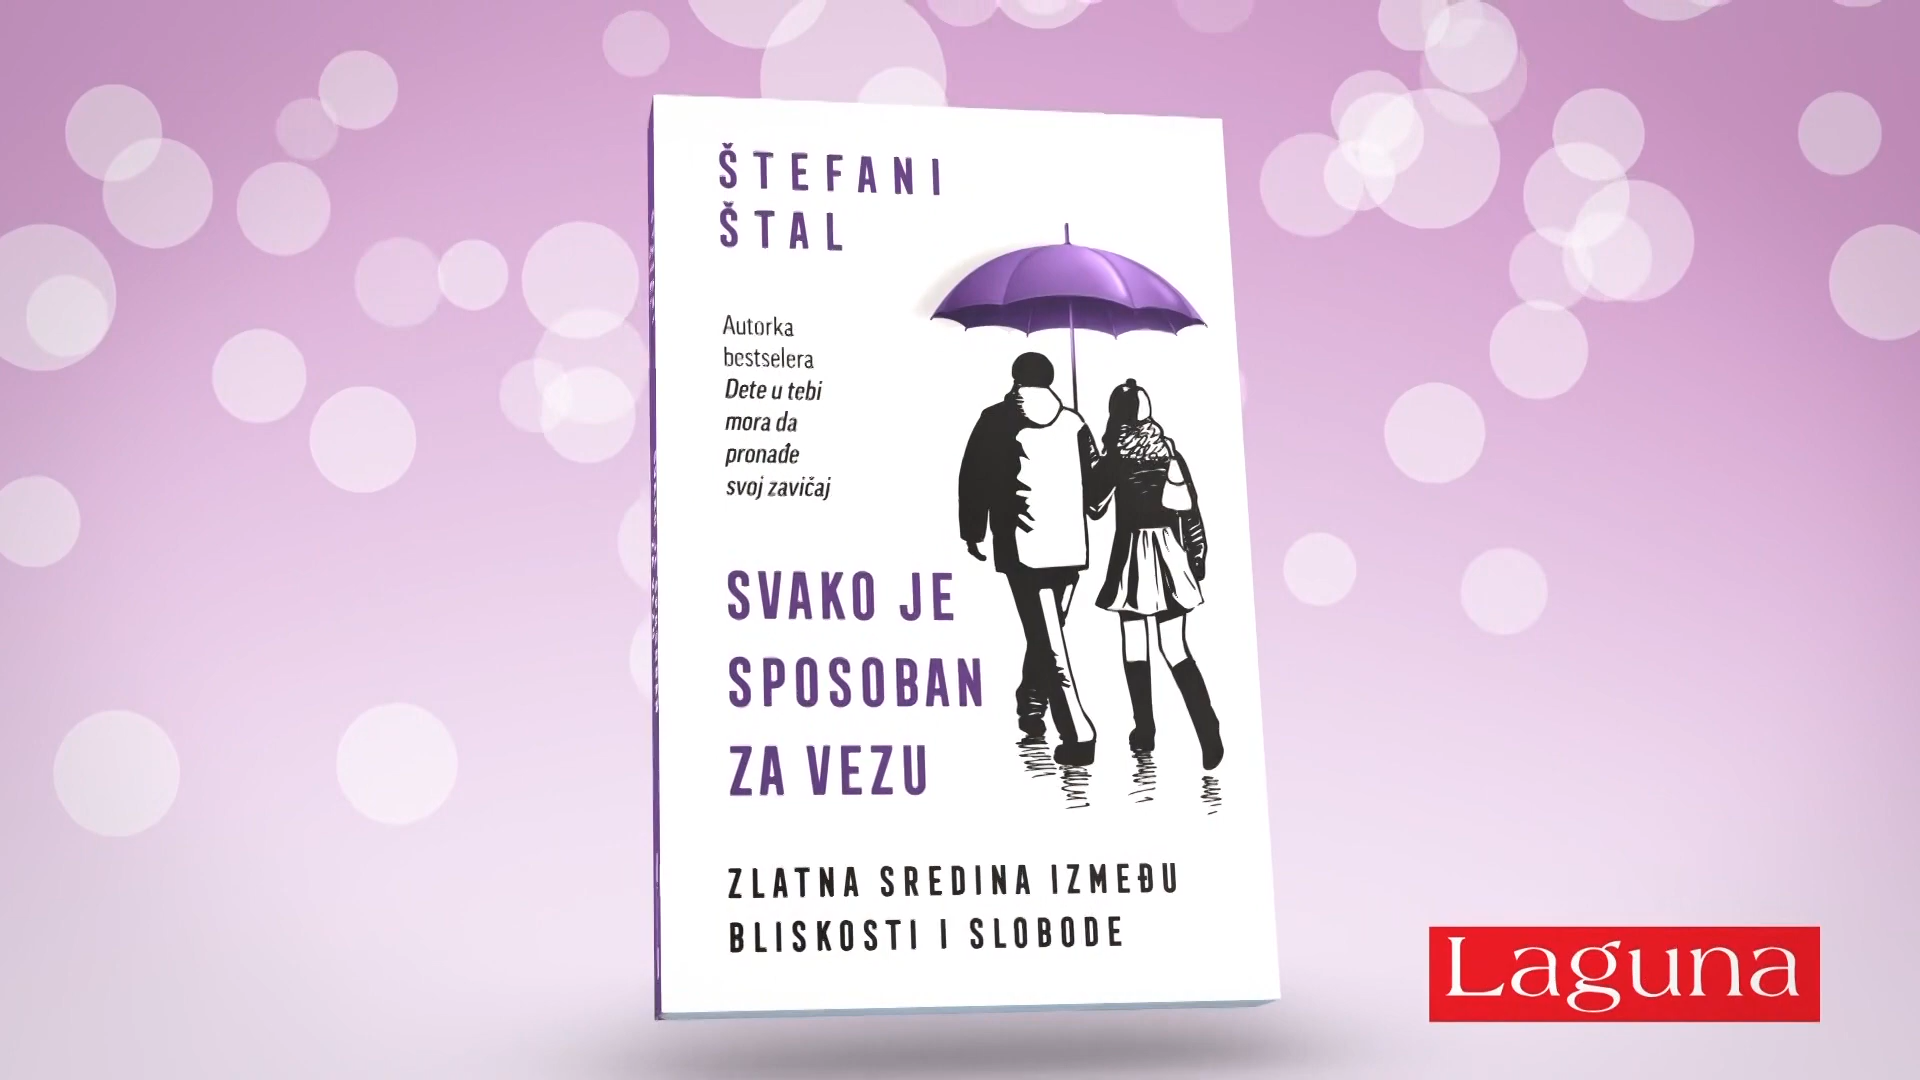 ŠTEFANI
ŠTAL
Autorka
bestselera
Dete u tebi
mora da
pronađe
svoj zavičaj
SVAKO JE
SPOSOBAN
ZA VEZU
ZLATNA SREDINA IZMEĐU
BLISKOSTI I SLOBODE
Laguna